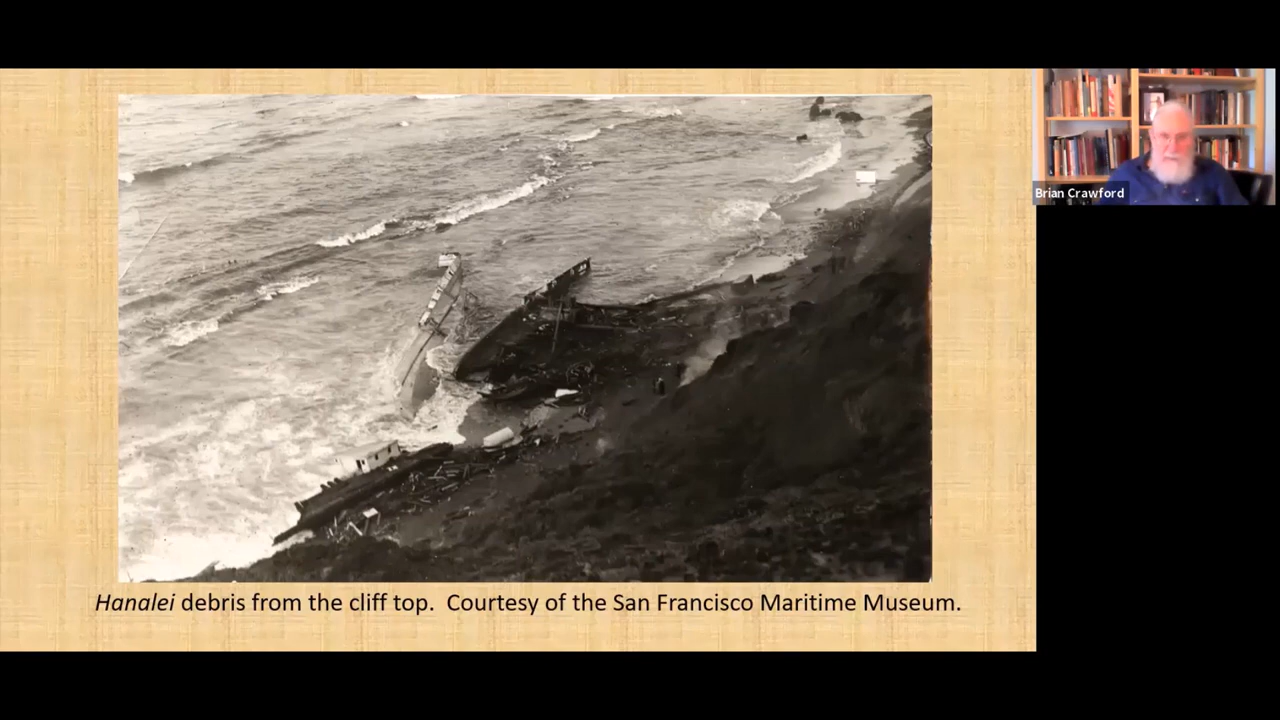 Brian Crawford
Hanalei debris from the cliff top. Courtesy of the San Francisco Maritime Museum.